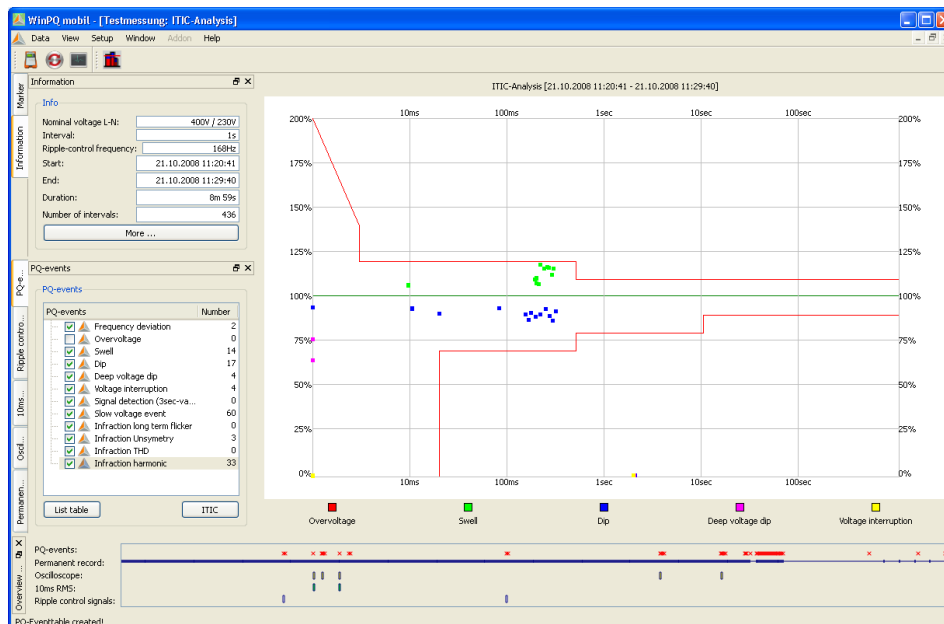 WinPQ mobil - [Testmessung: ITIC-Analysis]
Data View Setup Window Addon Help
Marker
Information
PQ-e...
Ripple contro...
10ms...
Oscil...
Permanen...
Information
Info
Nominal voltage L-N: 400V / 230V
Interval: 1s
Ripple-control frequency: 168Hz
Start: 21.10.2008 11:20:41
End: 21.10.2008 11:29:40
Duration: 8m 59s
Number of intervals: 436
More ...
PQ-events
PQ-events
PQ-events Number
Frequency deviation 2
Overvoltage 0
Swell 14
Dip 17
Deep voltage dip 4
Voltage interruption 4
Signal detection (3sec-va... 0
Slow voltage event 60
Infraction long term flicker 0
Infraction Unsymetry 3
Infraction THD 0
Infraction harmonic 33
List table ITIC
ITIC-Analysis [21.10.2008 11:20:41 - 21.10.2008 11:29:40]
10ms 100ms 1sec 10sec 100sec
200% 200%
175% 175%
150% 150%
125% 125%
100% 100%
75% 75%
50% 50%
25% 25%
0% 0%
10ms 100ms 1sec 10sec 100sec
Overvoltage Swell Dip Deep voltage dip Voltage interruption
Overview ...
PQ-events:
Permanent record:
Oscilloscope:
10ms RMS:
Ripple control signals:
PQ-Eventtable created!